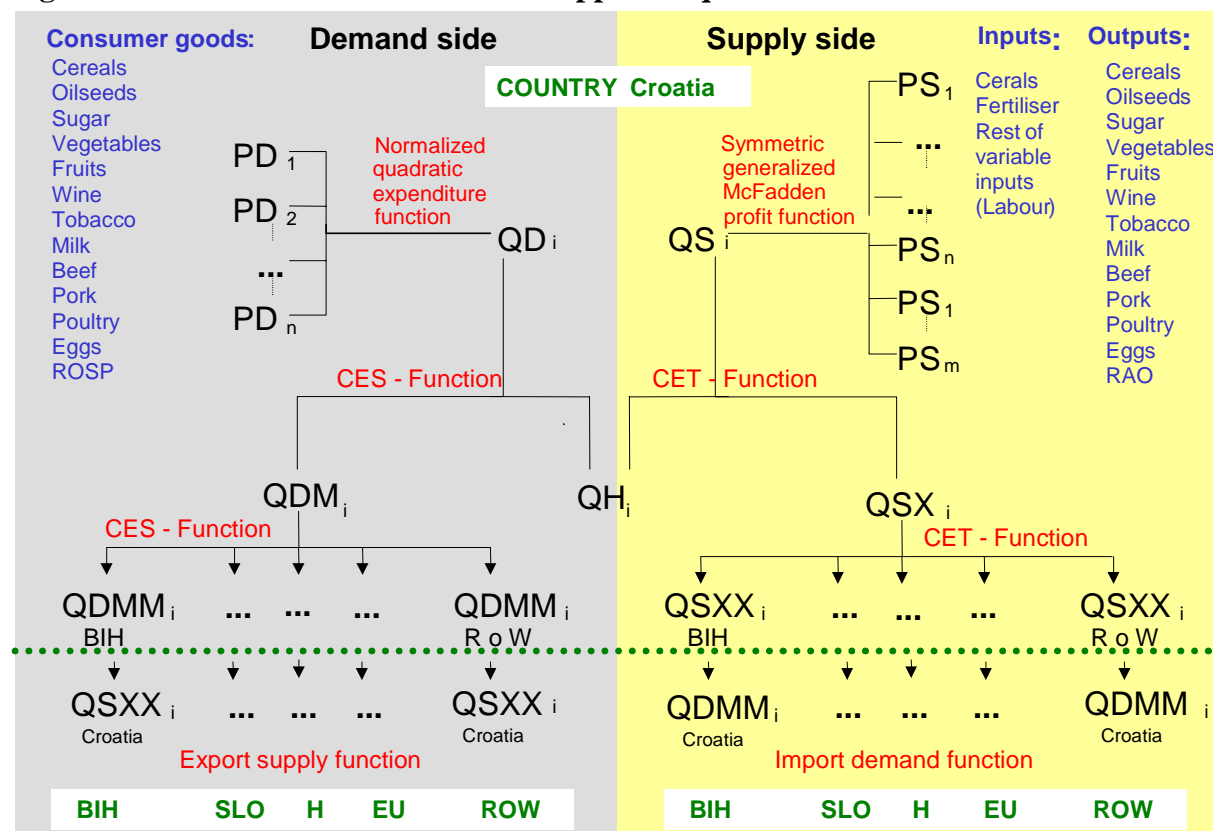 Consumer goods:
Demand side
Supply side
Inputs:
Outputs:
COUNTRY Croatia
Cereals
Oilseeds
Sugar
Vegetables
Fruits
Wine
Tobacco
Milk
Beef
Pork
Poultry
Eggs
ROSP
PD 1
PD 2
...
PD n
Normalized
quadratic
expenditure
function
QD i
Symmetric
generalized
McFadden
profit function
QS i
PS 1
...
...
PS n
PS 1
PS m
Cerals
Fertiliser
Rest of
variable
inputs
(Labour)
Cereals
Oilseeds
Sugar
Vegetables
Fruits
Wine
Tobacco
Milk
Beef
Pork
Poultry
Eggs
RAO
CES - Function
CET - Function
QDM i
QH i
QSX i
CES - Function
CET - Function
QDMM i ... ... ... QDMM i
BIH R o W
QSXX i ... ... ... QSXX i
BIH R o W
QSXX i ... ... ... QSXX i
Croatia Croatia
QDMM i ... ... ... QDMM i
Croatia Croatia
Export supply function
Import demand function
BIH SLO H EU ROW
BIH SLO H EU ROW